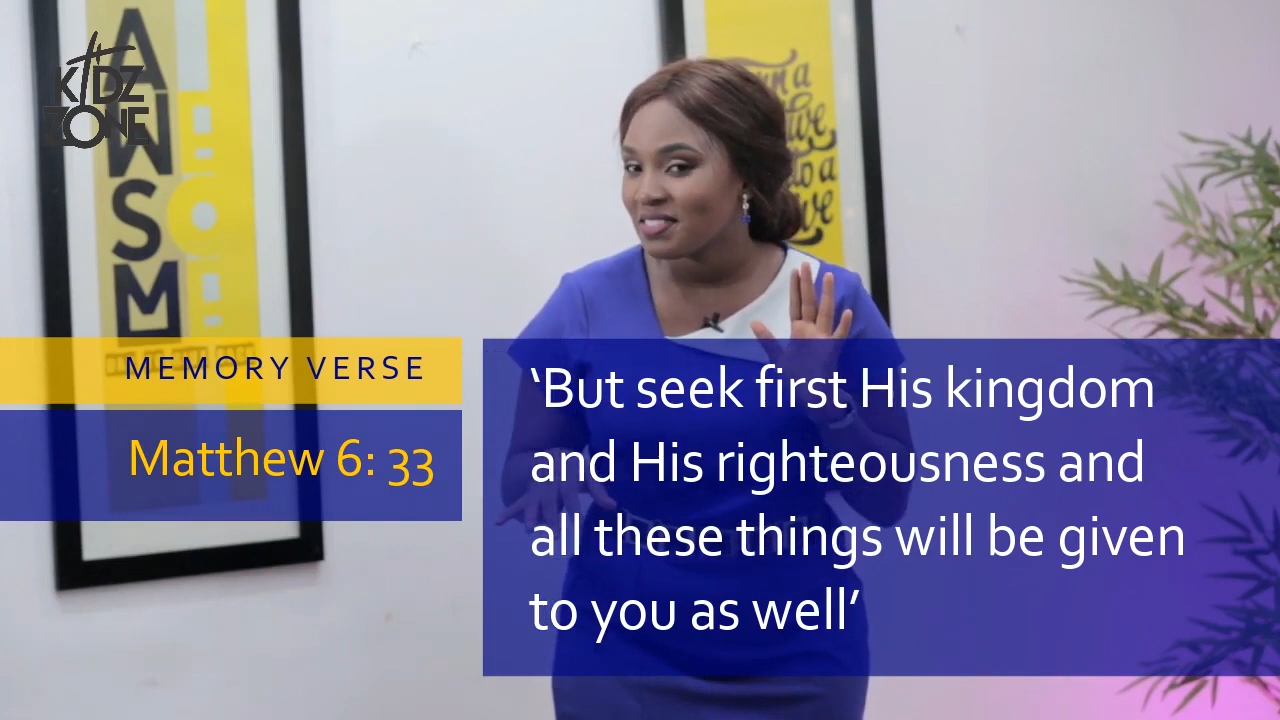 KIDZ
ZONE
AWSM
MEMORY VERSE
Matthew 6: 33
‘But seek first His kingdom
and His righteousness and
all these things will be given
to you as well’